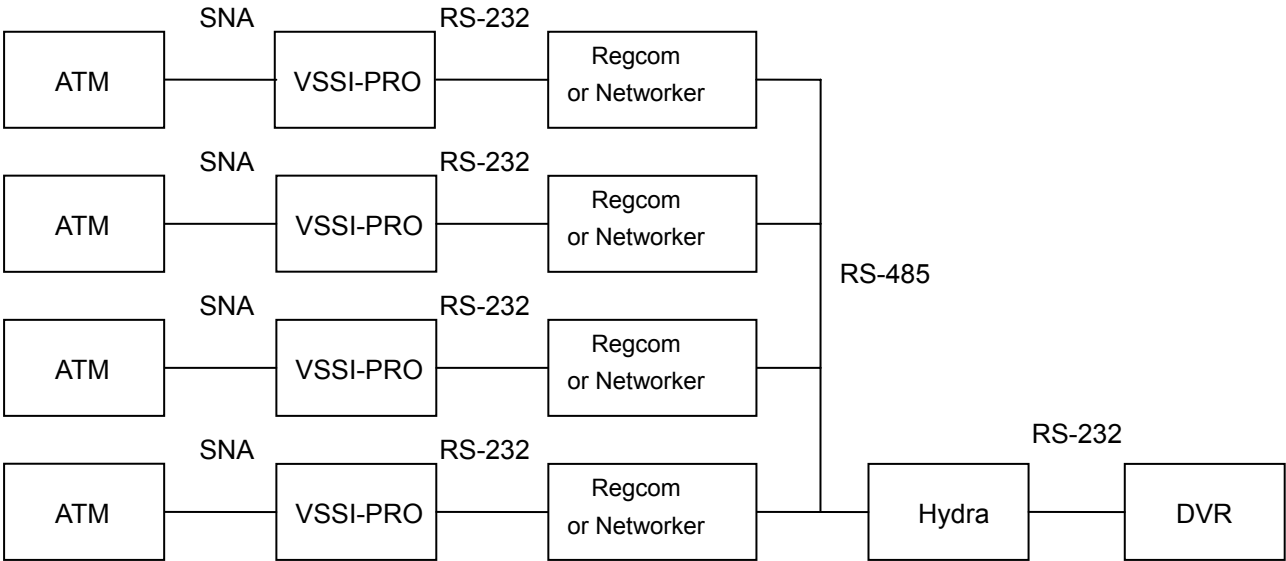 SNA RS-232
ATM VSSI-PRO Regcom
or Networker
SNA RS-232
ATM VSSI-PRO Regcom
or Networker
RS-485
SNA RS-232
ATM VSSI-PRO Regcom
or Networker
RS-232
SNA RS-232
ATM VSSI-PRO Regcom
or Networker
Hydra DVR